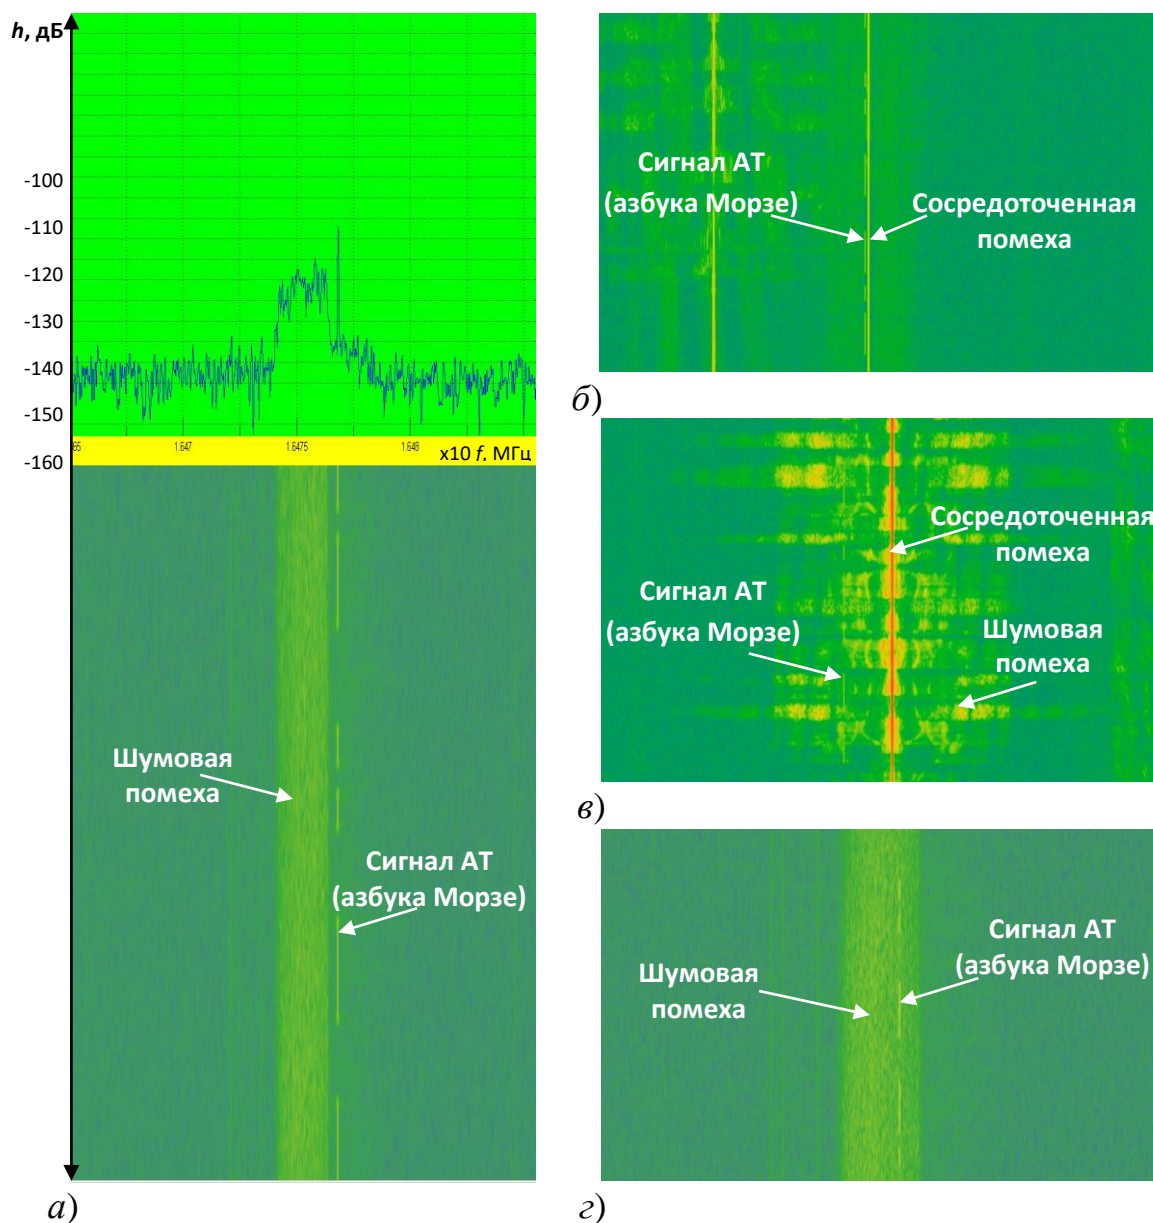 h, дБ
-100
-110
-120
-130
-140
-150
-160
65
1.647
1.6475
1.648
x10 f, МГц
Шумовая
помеха
Сигнал АТ
(азбука Морзе)
а)
Сигнал АТ
(азбука Морзе)
Сосредоточенная
помеха
б)
Сосредоточенная
помеха
Сигнал АТ
(азбука Морзе)
Шумовая
помеха
в)
Сигнал АТ
(азбука Морзе)
Шумовая
помеха
г)